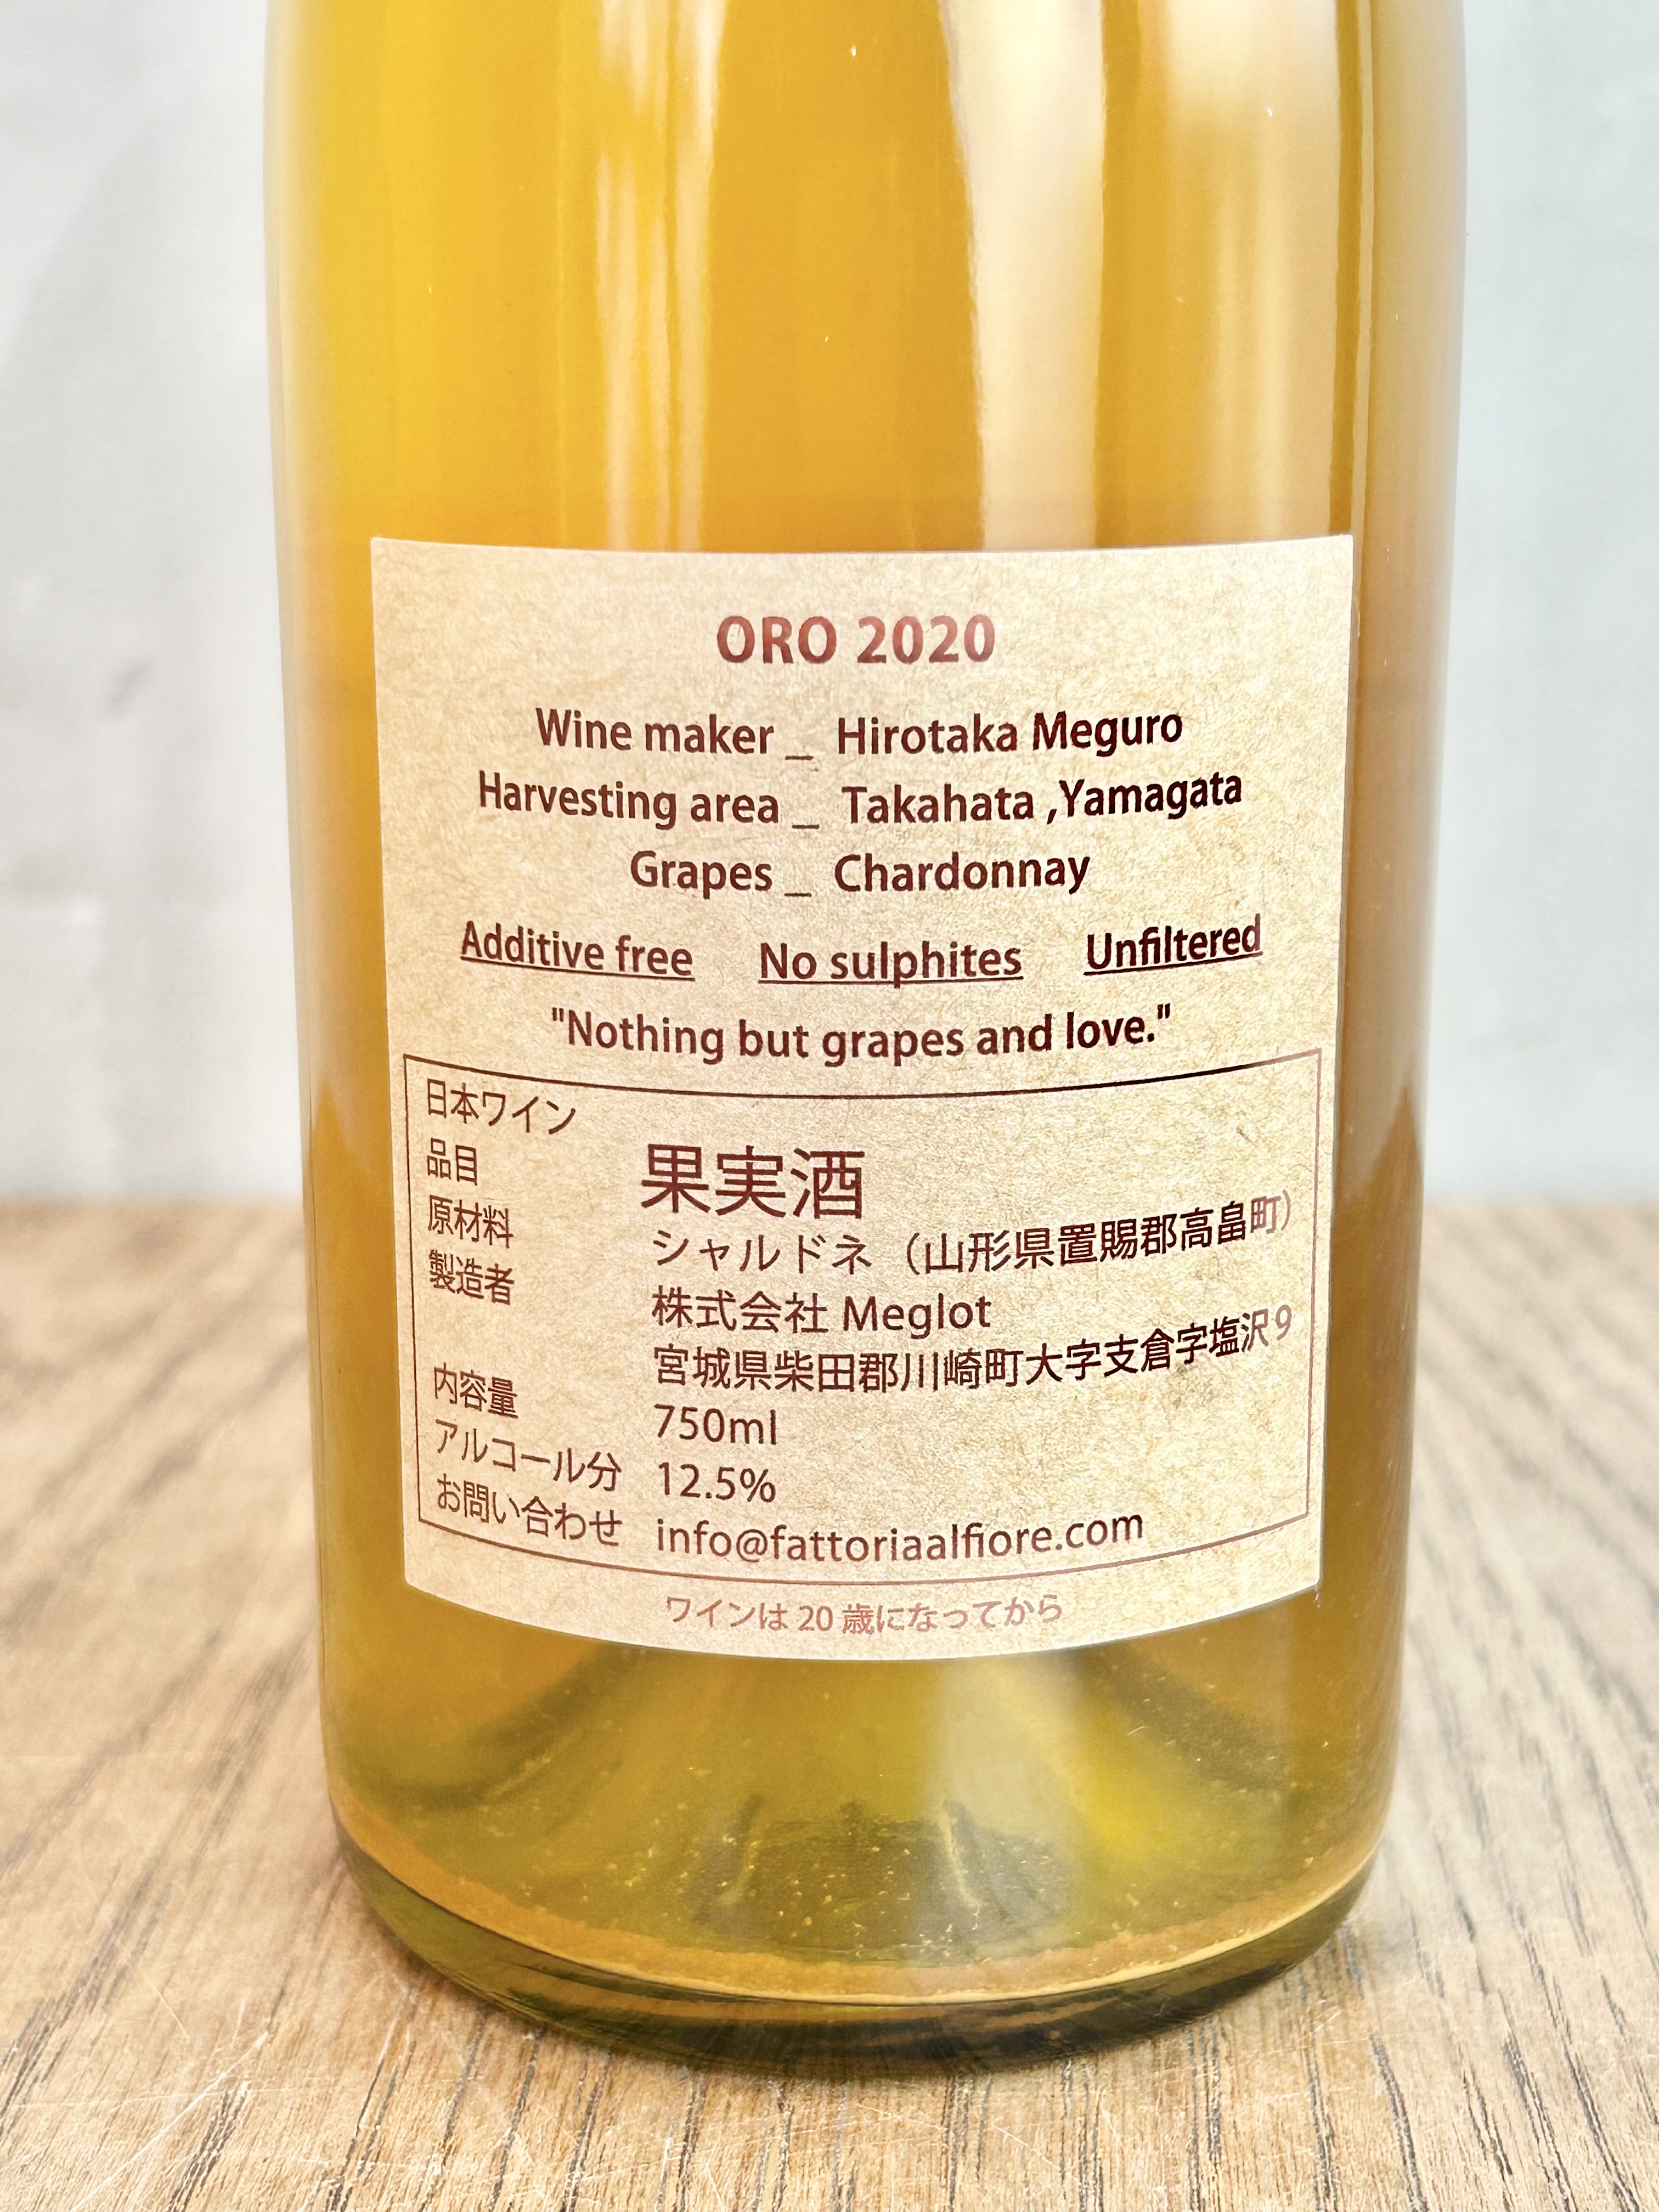 ORO 2020
Wine maker _ Hirotaka Meguro
Harvesting area _ Takahata ,Yamagata
Grapes _ Chardonnay
Additive free No sulphites Unfiltered
"Nothing but grapes and love."
日本ワイン
品目 果実酒
原材料 シャルドネ（山形県置賜郡高畠町）
製造者 株式会社 Meglot
宮城県柴田郡川崎町大字支倉字塩沢9
内容量 750ml
アルコール分 12.5%
お問い合わせ info@fattoriaalfiore.com
ワインは 20 歳になってから